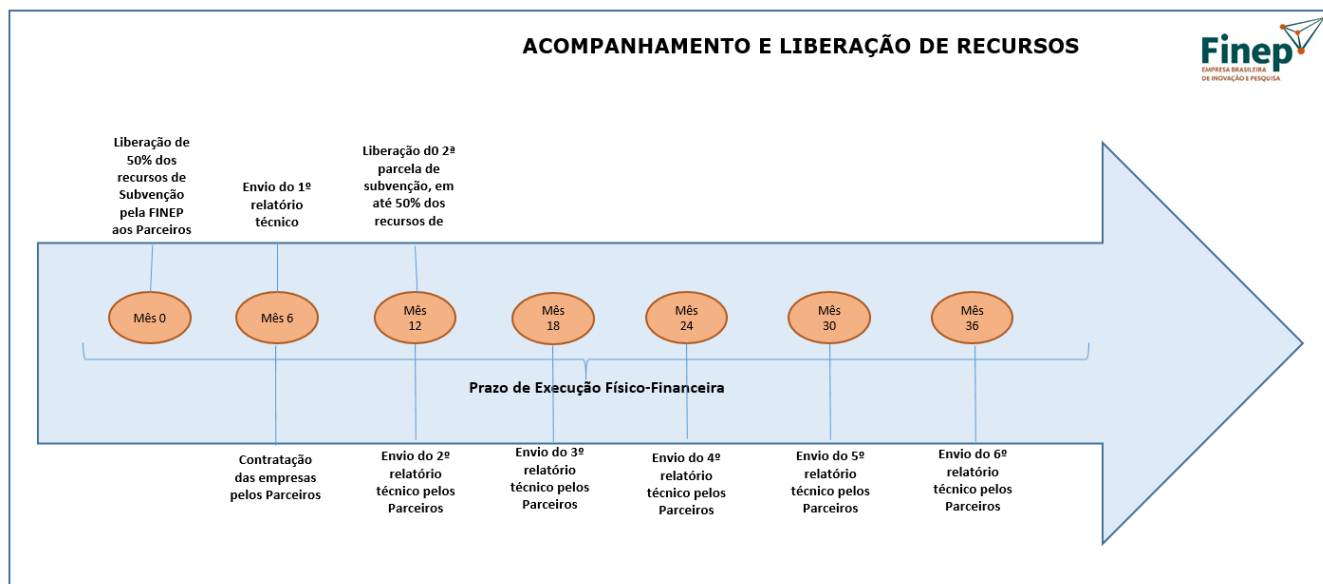 ACOMPANHAMENTO E LIBERAÇÃO DE RECURSOS
Finep
EMPRESA BRASILEIRA
DE INOVAÇÃO E PESQUISA
Liberação de
50% dos
recursos de
Subvenção
pela FINEP
aos Parceiros
Envio do 1º
relatório
técnico
Liberação d0 2ª
parcela de
subvenção, em
até 50% dos
recursos de
Mês 0
Mês 6
Mês
12
Mês
18
Mês
24
Mês
30
Mês
36
Prazo de Execução Físico-Financeira
Contratação
das empresas
pelos Parceiros
Envio do 2º
relatório
técnico pelos
Parceiros
Envio do 3º
relatório
técnico pelos
Parceiros
Envio do 4º
relatório
técnico pelos
Parceiros
Envio do 5º
relatório
técnico pelos
Parceiros
Envio do 6º
relatório
técnico pelos
Parceiros